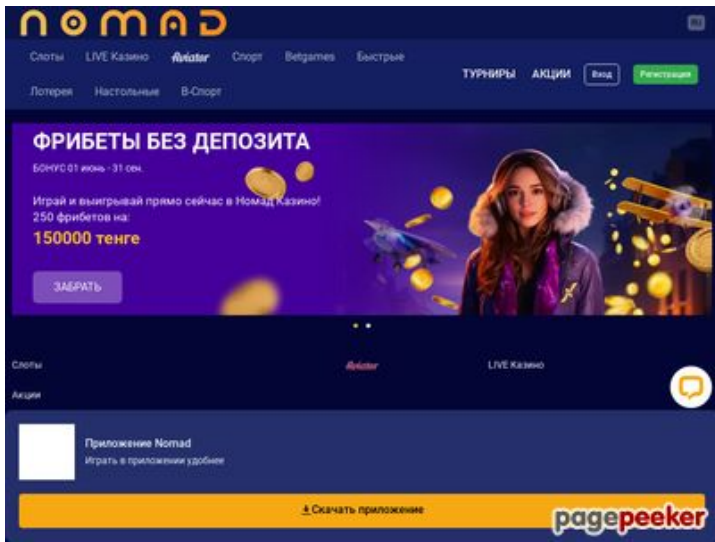 nomad
RU
Слоты LIVE Казино Aviator Спорт Betgames Быстрые
ТУРНИРЫ АКЦИИ Вход Регистрация
Лотерея Настольные В-Спорт
ФРИБЕТЫ БЕЗ ДЕПОЗИТА
БОНУС 01 июнь - 31 сен.
Играй и выигрывай прямо сейчас в Номад Казино!
250 фрибетов на:
150000 тенге
ЗАБРАТЬ
Слоты Aviator LIVE Казино
Акции
Приложение Nomad
Играть в приложении удобнее
Скачать приложение
pagepeeker